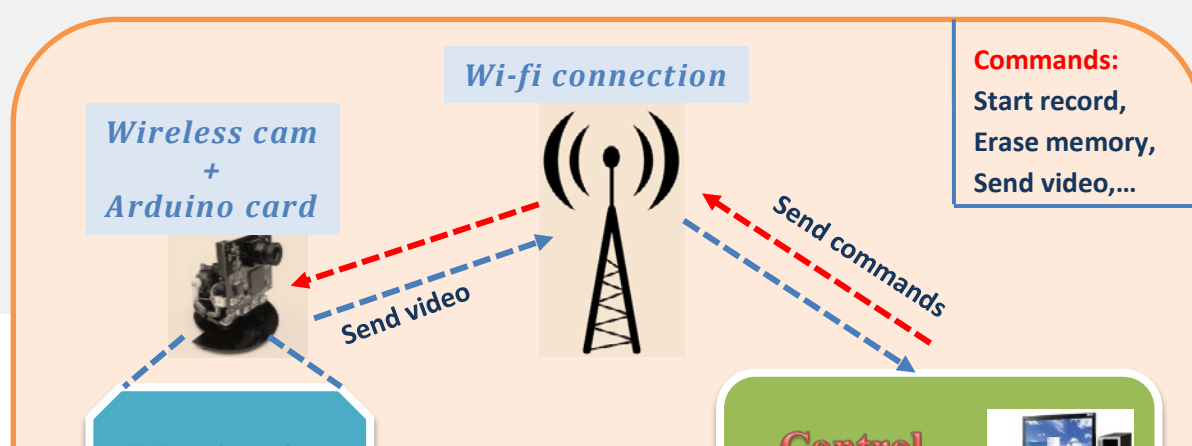 Wi-fi connection
Commands:
Start record,
Erase memory,
Send video,...
Wireless cam
+
Arduino card
Send commands
Send video
Control